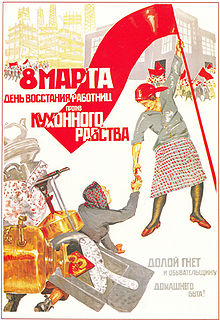 8 МАРТА
ДЕНЬ ВОССТАНИЯ РАБОТНИЦ
ПРОТИВ
КУХОННОГО РАБСТВА
ДОЛОЙ ГНЕТ
И ОБЫВАТЕЛЬЩИНУ
ДОМАШНЕГО
БЫТА!